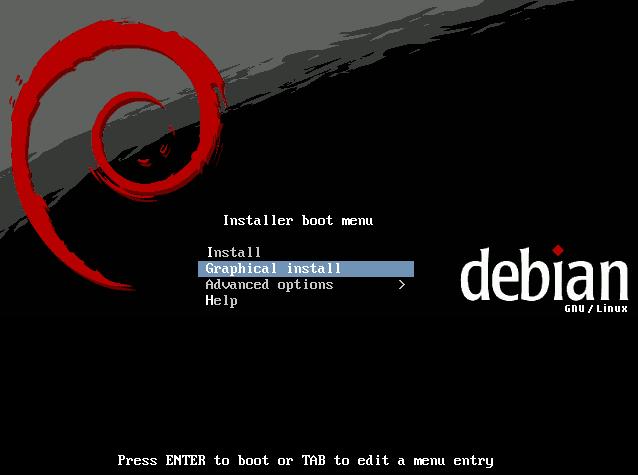 Installer boot menu
Install
Graphical install
Advanced options >
Help
debian
GNU/Linux
Press ENTER to boot or TAB to edit a menu entry